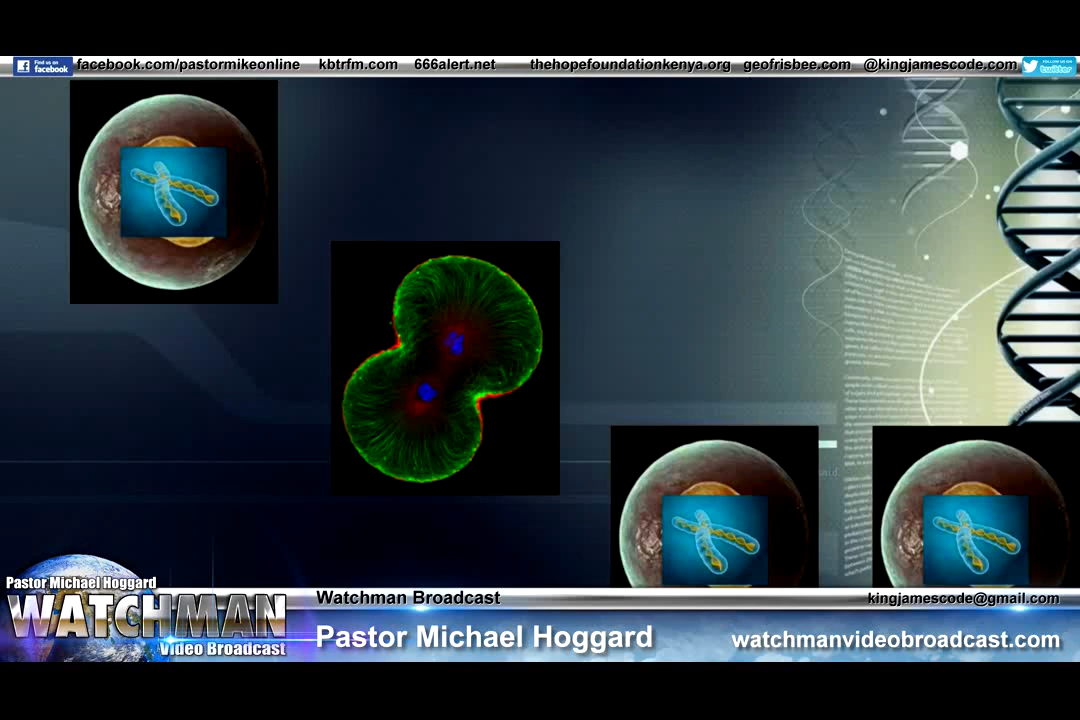 Find us on
facebook
facebook.com/pastormikeonline kbtrfm.com 666alert.net thehopefoundationkenya.org geofrisbee.com @kingjamescode.com
FOLLOW US ON
twitter
Pastor Michael Hoggard
WATCHMAN
Video Broadcast
Watchman Broadcast
kingjamescode@gmail.com
Pastor Michael Hoggard
watchmanvideobroadcast.com